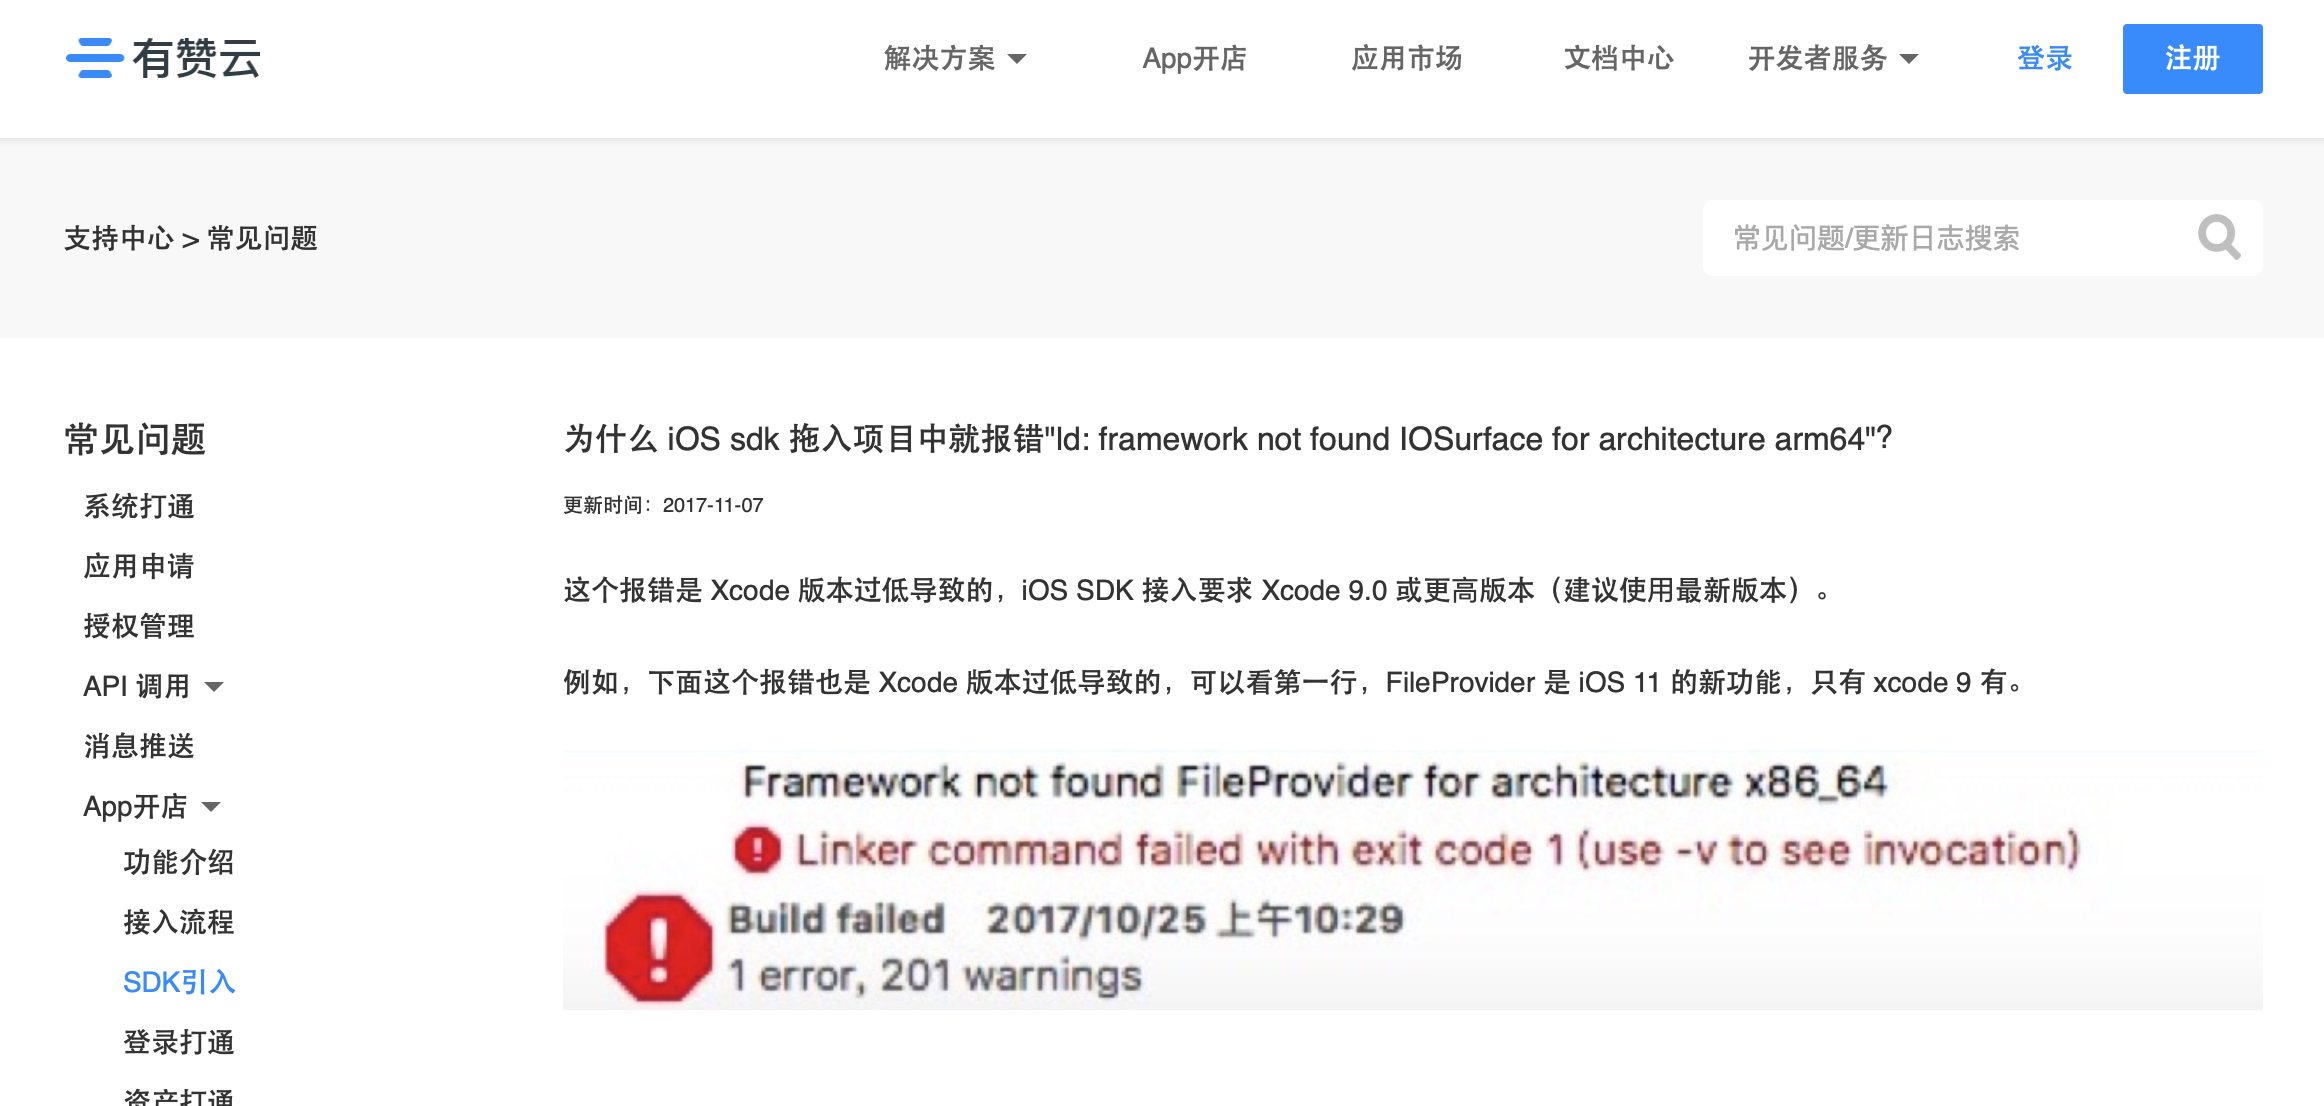 有赞云
解决方案
App开店
应用市场
文档中心
开发者服务
登录
注册
支持中心 > 常见问题
常见问题/更新日志搜索
常见问题
系统打通
应用申请
授权管理
API 调用
消息推送
App开店
功能介绍
接入流程
SDK引入
登录打通
资产打通
为什么 iOS sdk 拖入项目中就报错"ld: framework not found IOSurface for architecture arm64"?
更新时间：2017-11-07
这个报错是 Xcode 版本过低导致的，iOS SDK 接入要求 Xcode 9.0 或更高版本（建议使用最新版本）。
例如，下面这个报错也是 Xcode 版本过低导致的，可以看第一行，FileProvider 是 iOS 11 的新功能，只有 xcode 9 有。
Framework not found FileProvider for architecture x86_64
Linker command failed with exit code 1 (use -v to see invocation)
Build failed 2017/10/25 上午10:29
1 error, 201 warnings